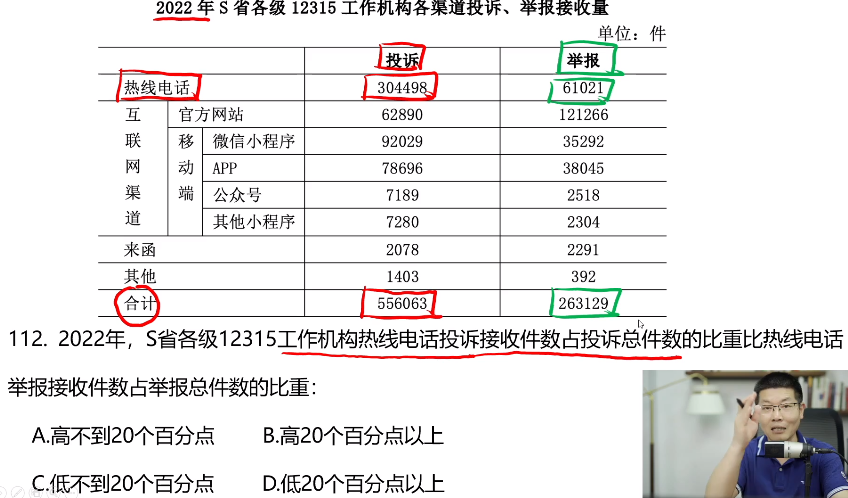 2022 年 S 省各级 12315 工作机构各渠道投诉、举报接收量
单位：件
投诉 举报
热线电话 304498 61021
互联网渠道 官方网站 62890 121266
移动端 微信小程序 92029 35292
APP 78696 38045
公众号 7189 2518
其他小程序 7280 2304
来函 2078 2291
其他 1403 392
合计 556063 263129
112. 2022年，S省各级12315工作机构热线电话投诉接收件数占投诉总件数的比重比热线电话
举报接收件数占举报总件数的比重：
A.高不到20个百分点 B.高20个百分点以上
C.低不到20个百分点 D.低20个百分点以上